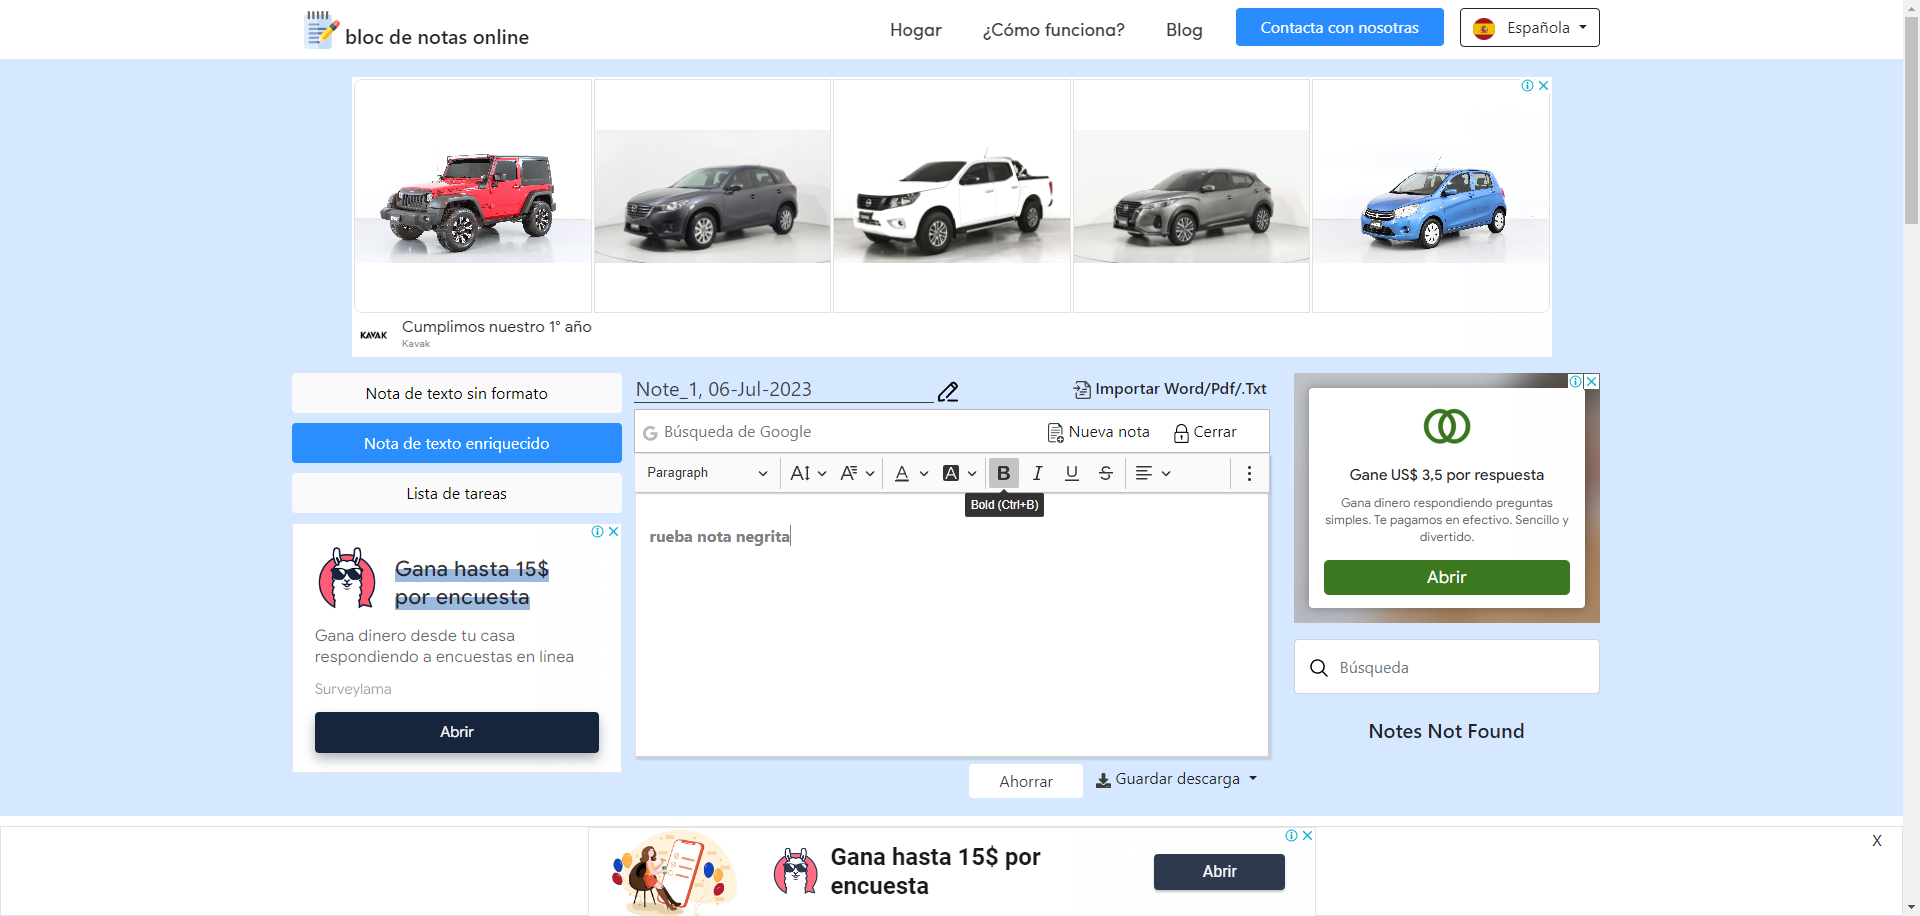 bloc de notas online
Hogar
¿Cómo funciona?
Blog
Contacta con nosotras
Española
KAVAK
Cumplimos nuestro 1° año
Kavak
Nota de texto sin formato
Nota de texto enriquecido
Lista de tareas
Gana hasta 15$
por encuesta
Gana dinero desde tu casa
respondiendo a encuestas en línea
Surveylama
Abrir
Note_1, 06-Jul-2023
Importar Word/Pdf/.Txt
Búsqueda de Google
Nueva nota
Cerrar
Paragraph
Bold (Ctrl+B)
rueba nota negrita
Ahorrar
Guardar descarga
Gane US$ 3,5 por respuesta
Gana dinero respondiendo preguntas
simples. Te pagamos en efectivo. Sencillo y
divertido.
Abrir
Búsqueda
Notes Not Found
Gana hasta 15$ por
encuesta
Abrir
X